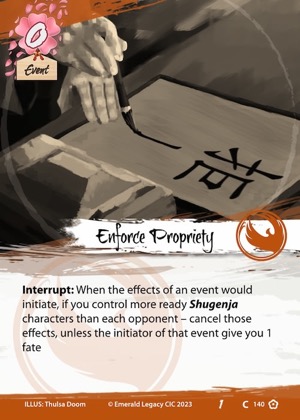 0
Event
Enforce Propriety
Interrupt: When the effects of an event would
initiate, if you control more ready Shugenja
characters than each opponent – cancel those
effects, unless the initiator of that event give you 1
fate
ILLUS: Thulsa Doom © Emerald Legacy CIC 2023 1 C 140